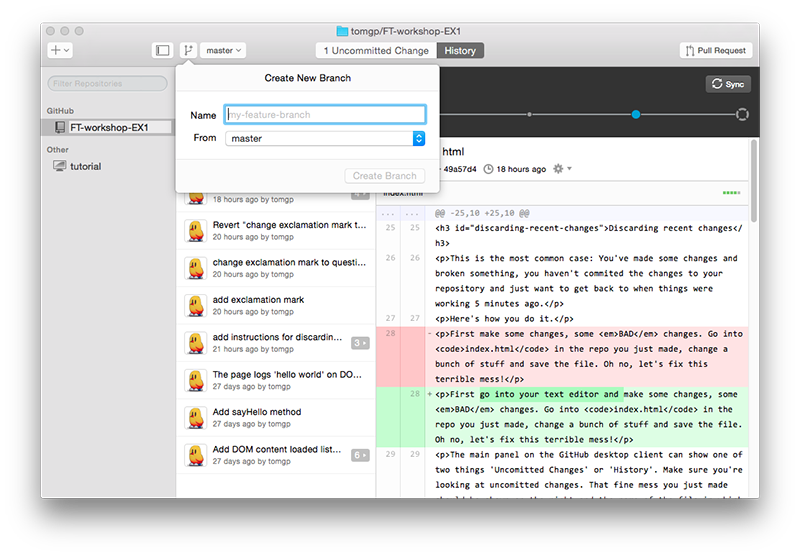 tomgp/FT-workshop-EX1
master
1 Uncommitted Change
History
Pull Request
Filter Repositories
GitHub
FT-workshop-EX1
Other
tutorial
Create New Branch
Name
my-feature-branch
From
master
Create Branch
Sync
html
49a57d4
18 hours ago
index.html
18 hours ago by tomgp
Revert "change exclamation mark t...
20 hours ago by tomgp
change exclamation mark to questi...
20 hours ago by tomgp
add exclamation mark
20 hours ago by tomgp
add instructions for discardin...
21 hours ago by tomgp
3
The page logs 'hello world' on DO...
27 days ago by tomgp
Add sayHello method
27 days ago by tomgp
Add DOM content loaded list...
27 days ago by tomgp
6
... ... @@ -25,10 +25,10 @@
25 25 <h3 id="discarding-recent-changes">Discarding recent changes</
h3>
26 26 <p>This is the most common case: You've made some changes and
broken something, you haven't commited the changes to your
repository and just want to get back to when things were
working 5 minutes ago.</p>
27 27 <p>Here's how you do it.</p>
28 - <p>First make some changes, some <em>BAD</em> changes. Go into
<code>index.html</code> in the repo you just made, change a
bunch of stuff and save the file. Oh no, let's fix this
terrible mess!</p>
28 + <p>First go into your text editor and make some changes, some
<em>BAD</em> changes. Go into <code>index.html</code> in the
repo you just made, change a bunch of stuff and save the file.
Oh no, let's fix this terrible mess!</p>
29 29 <p>The main panel on the GitHub desktop client can show one of
two things 'Uncomitted Changes' or 'History'. Make sure you're
looking at uncomitted changes. That fine mess you just made